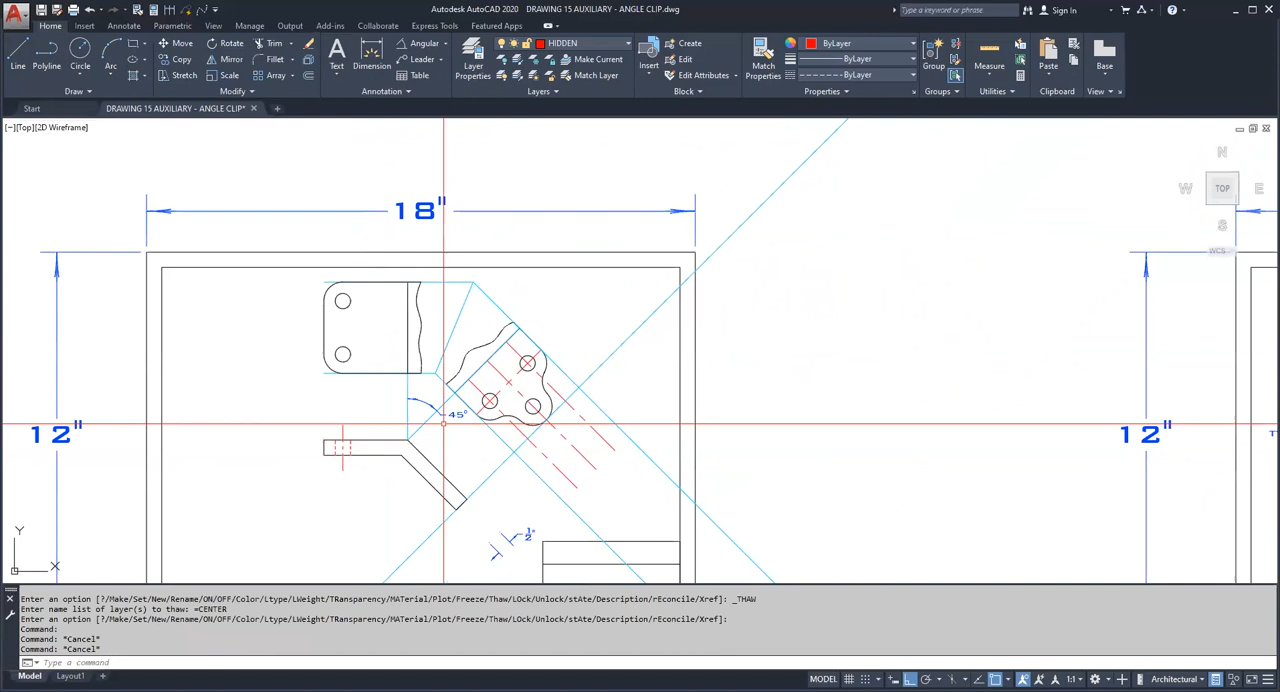 Autodesk AutoCAD 2020 DRAWING 15 AUXILIARY - ANGLE CLIP.dwg
Type a keyword or phrase
Sign In
Home Insert Annotate Parametric View Manage Output Add-ins Collaborate Express Tools Featured Apps
Line Polyline Circle Arc
Move Rotate Trim
Copy Mirror Fillet
Stretch Scale Array
Text Dimension
Angular
Leader
Table
Layer Properties
HIDDEN
Make Current
Match Layer
Insert
Create
Edit
Edit Attributes
Match Properties
ByLayer
ByLayer
ByLayer
Group Measure Paste Base
Draw Modify Annotation Layers Block Properties Groups Utilities Clipboard View
Start DRAWING 15 AUXILIARY - ANGLE CLIP*
[−][Top][2D Wireframe]
N
W TOP E
S
WCS
18"
12"
45°
12"
1/2"
Y
X
Enter an option [?/Make/Set/New/Rename/ON/OFF/Color/Ltype/LWeight/TRansparency/MATerial/Plot/Freeze/Thaw/LOck/Unlock/stAte/Description/rEconcile/Xref]: _THAW
Enter name list of layer(s) to thaw: =CENTER
Enter an option [?/Make/Set/New/Rename/ON/OFF/Color/Ltype/LWeight/TRansparency/MATerial/Plot/Freeze/Thaw/LOck/Unlock/stAte/Description/rEconcile/Xref]:
Command:
Command: *Cancel*
Command: *Cancel*
Type a command
Model Layout1
MODEL 1:1 Architectural